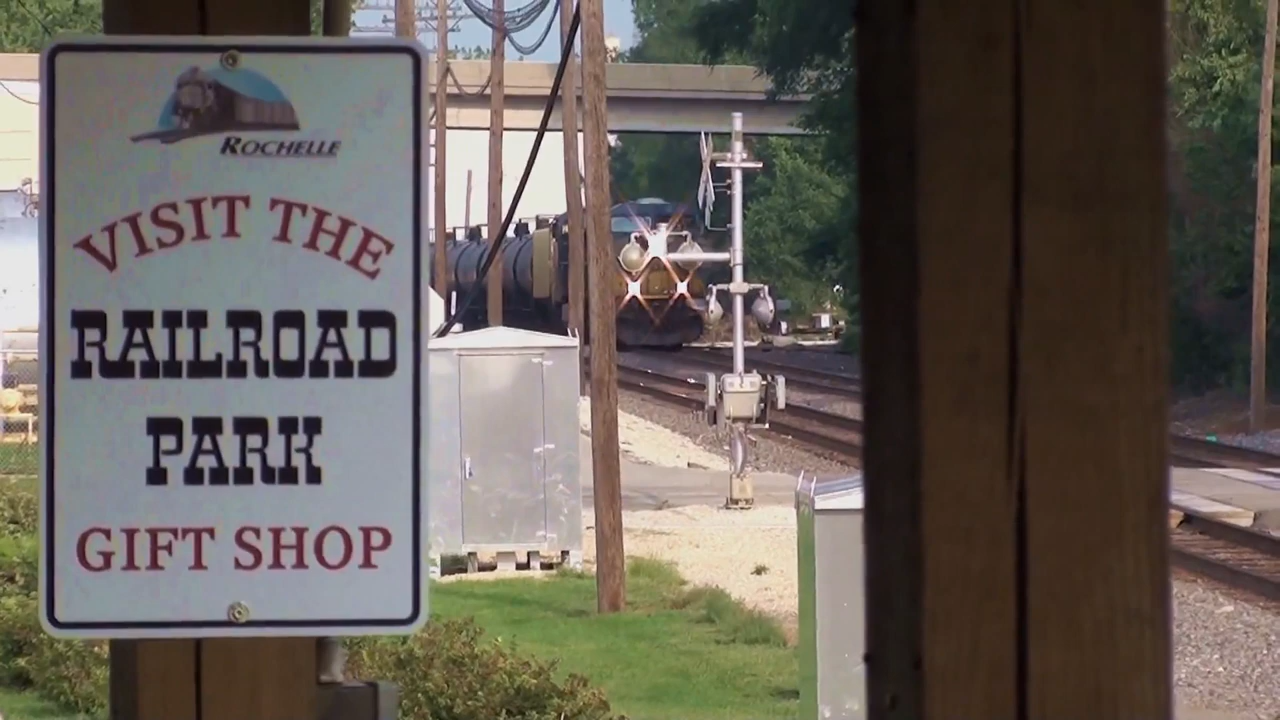 ROCHELLE
VISIT THE
RAILROAD
PARK
GIFT SHOP